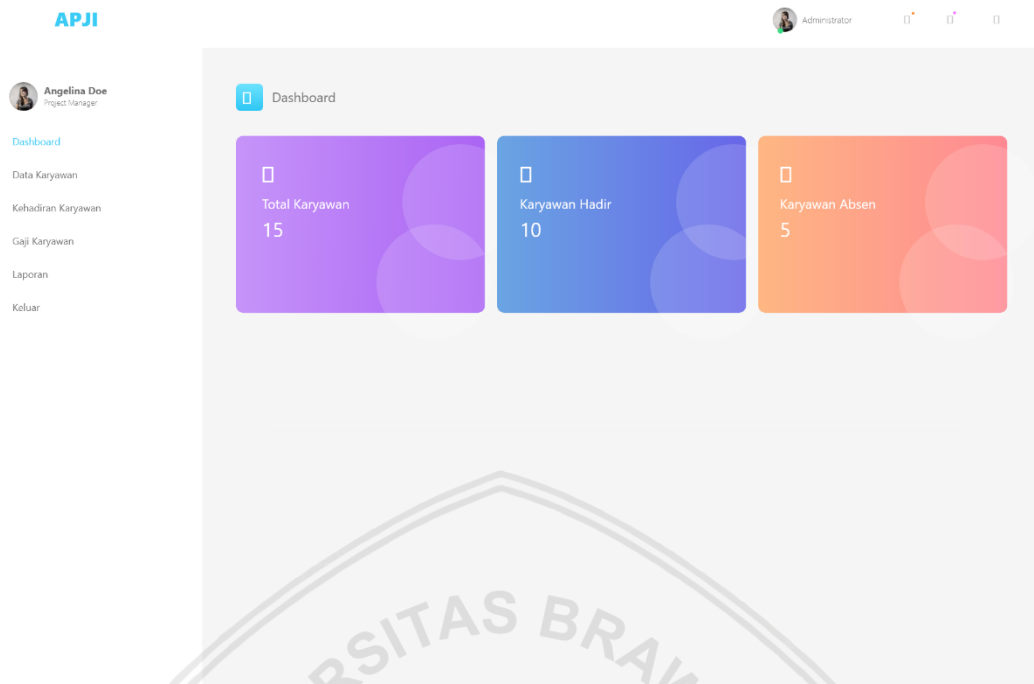 APJI
Administrator
Angelina Doe
Project Manager
Dashboard
Data Karyawan
Kehadiran Karyawan
Gaji Karyawan
Laporan
Keluar
Dashboard
Total Karyawan
15
Karyawan Hadir
10
Karyawan Absen
5
RSITAS BRAW